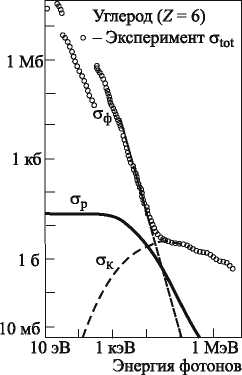 Углерод (Z = 6)
– Эксперимент σtot
1 Мб
σф
1 кб
σр
1 б
σк
10 мб
10 эВ 1 кэВ 1 МэВ
Энергия фотонов